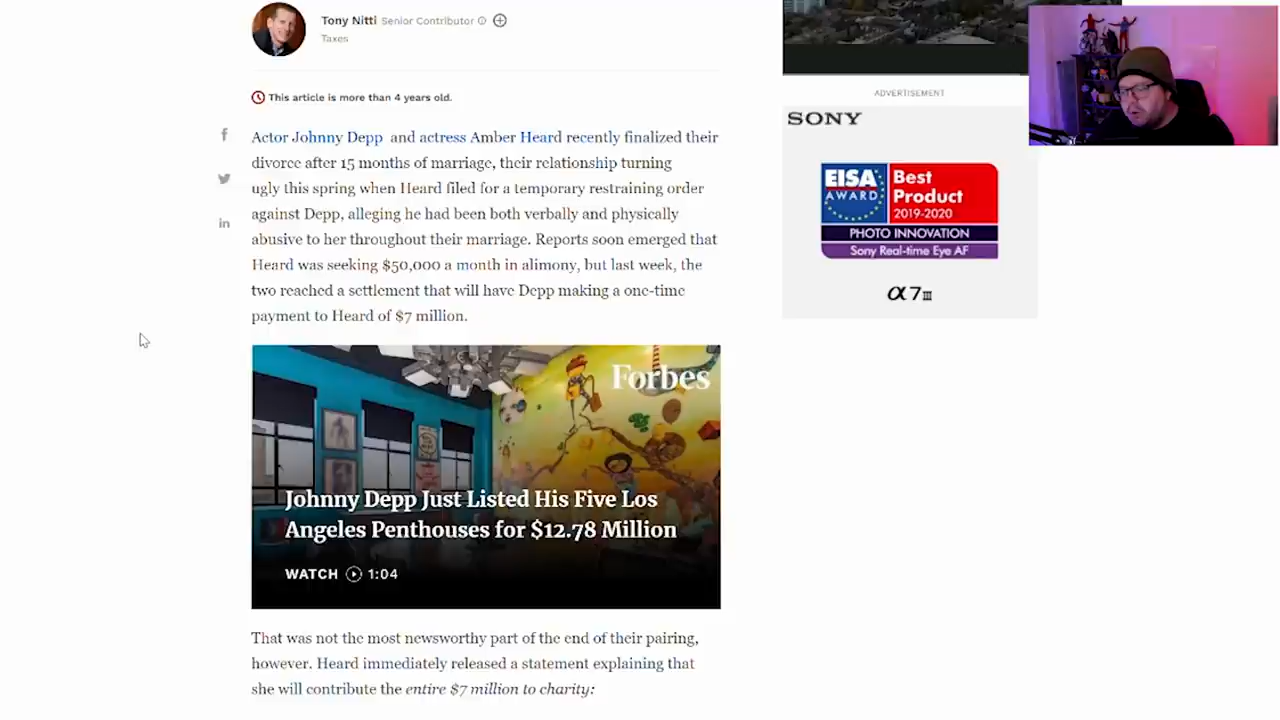 Tony Nitti Senior Contributor
Taxes
This article is more than 4 years old.
Actor Johnny Depp and actress Amber Heard recently finalized their
divorce after 15 months of marriage, their relationship turning
ugly this spring when Heard filed for a temporary restraining order
against Depp, alleging he had been both verbally and physically
abusive to her throughout their marriage. Reports soon emerged that
Heard was seeking $50,000 a month in alimony, but last week, the
two reached a settlement that will have Depp making a one-time
payment to Heard of $7 million.
Forbes
Johnny Depp Just Listed His Five Los
Angeles Penthouses for $12.78 Million
WATCH 1:04
That was not the most newsworthy part of the end of their pairing,
however. Heard immediately released a statement explaining that
she will contribute the entire $7 million to charity:
ADVERTISEMENT
SONY
EISA
AWARD
Best
Product
2019-2020
PHOTO INNOVATION
Sony Real-time Eye AF
α7III